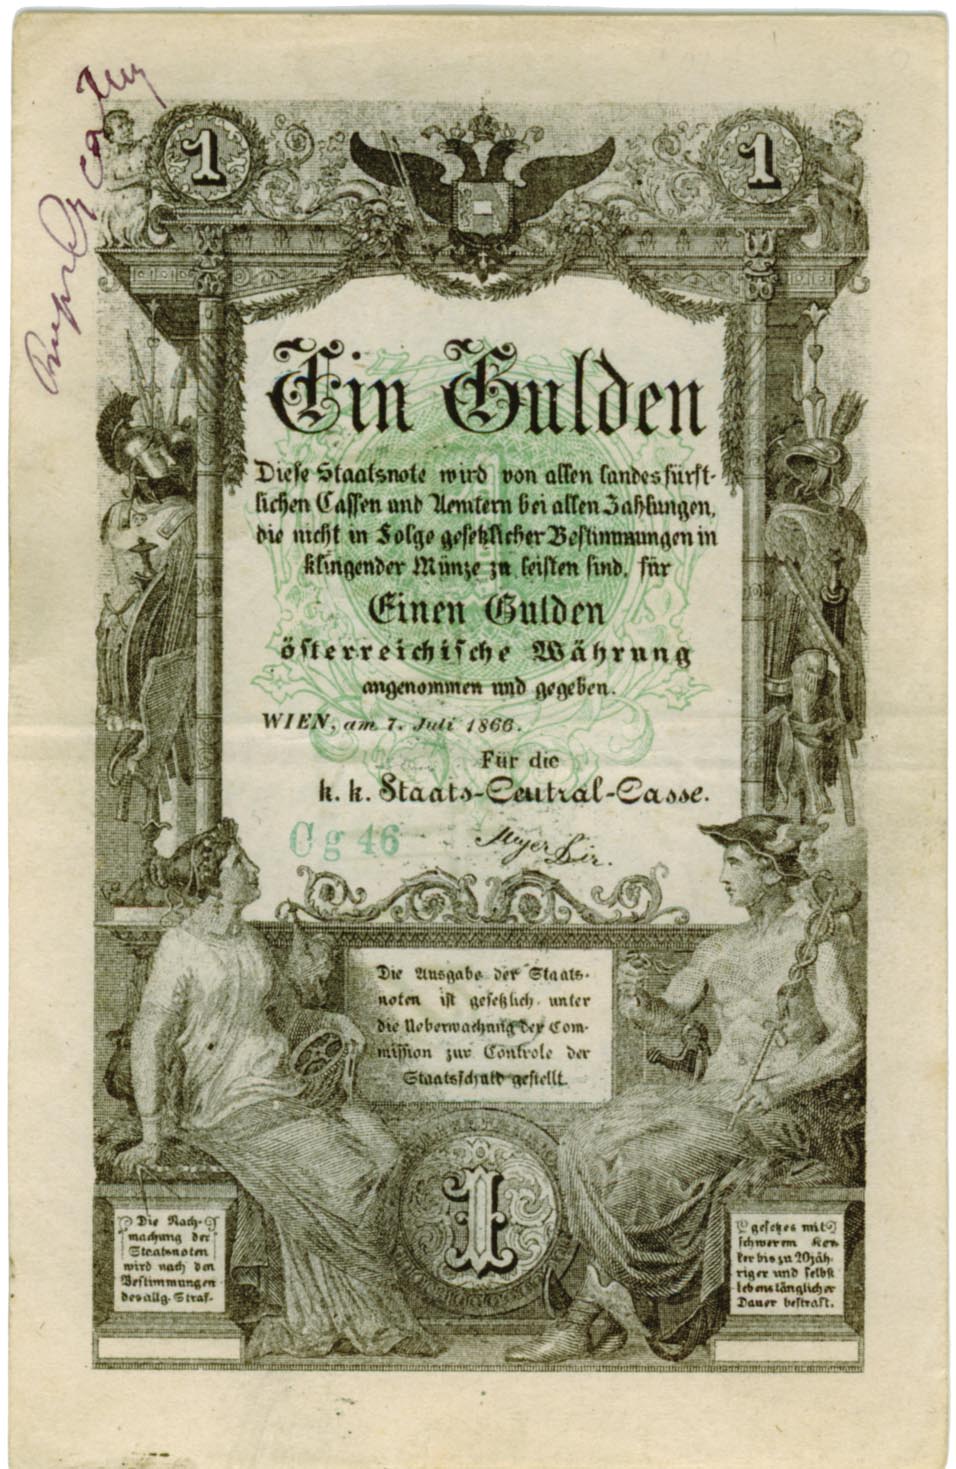 1
1
Ein Gulden
Diese Staatsnote wird von allen landesfürst-
lichen Cassen und Aemtern bei allen Zahlungen,
die nicht in Folge gesetzlicher Bestimmungen in
klingender Münze zu leisten sind, für
Einen Gulden
österreichische Währung
angenommen und gegeben.
WIEN, am 7. Juli 1866.
Für die
k. k. Staats-Central-Casse.
Cg 46
Die Ausgabe der Staats-
noten ist gesetzlich unter
die Ueberwachung der Com-
mission zur Controle der
Staatsschuld gestellt.
1
Die Nach-
machung der
Staatsnoten
wird nach den
Bestimmungen
des allg. Straf-
gesetzes mit
schwerem Ker-
ker bis zu 20jäh-
riger und selbst
lebenslänglicher
Dauer bestraft.